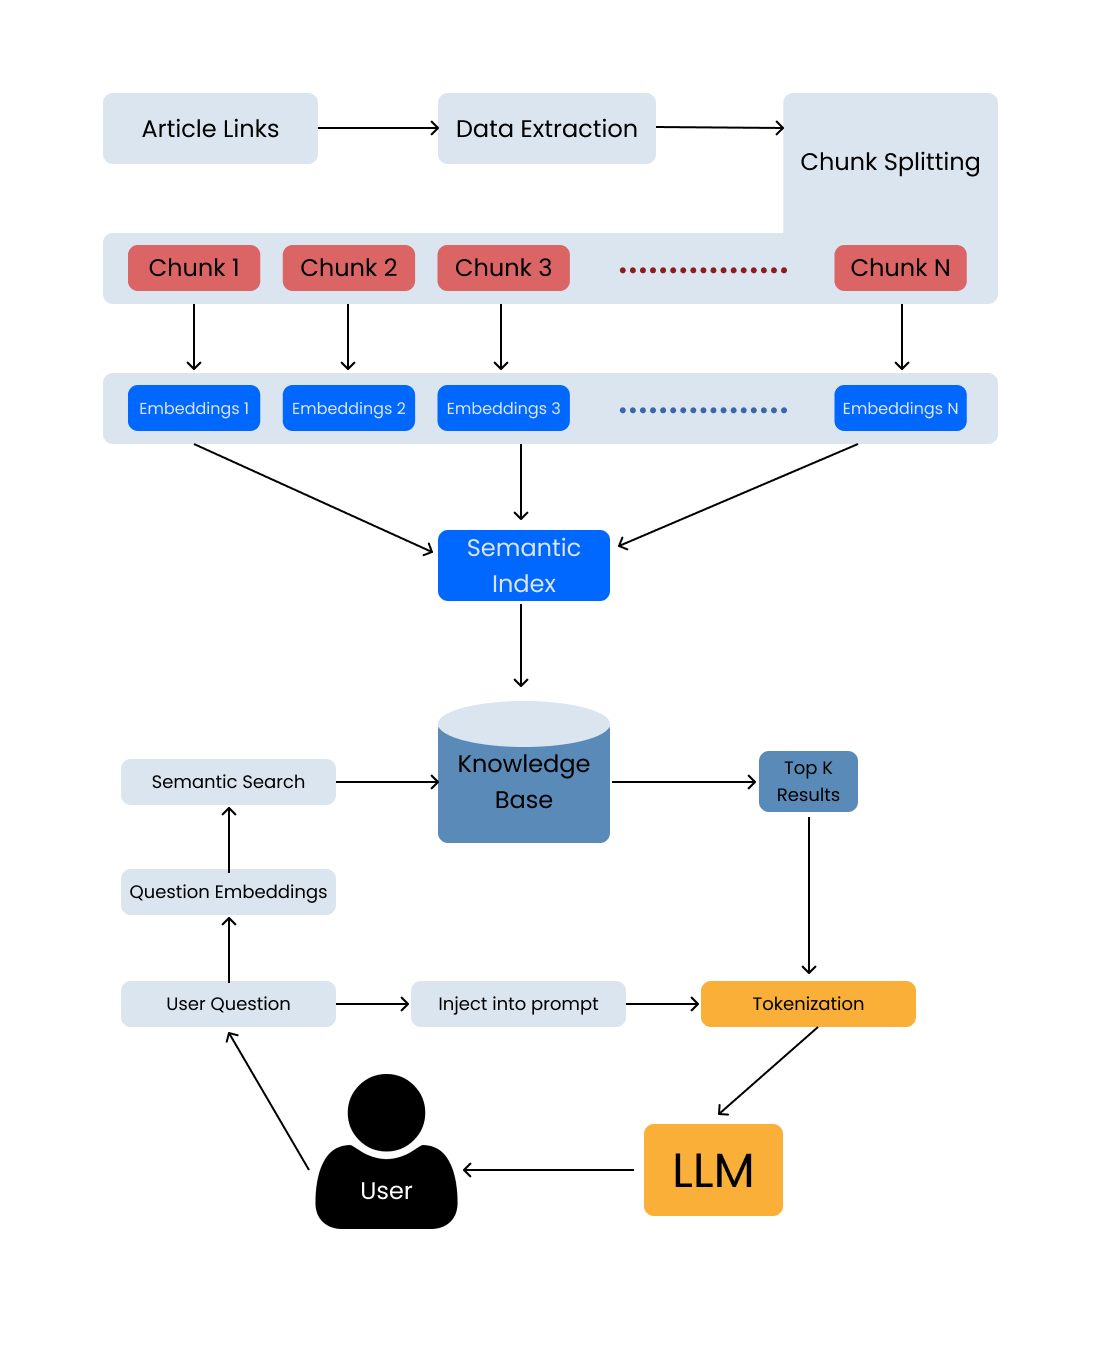 Article Links
Data Extraction
Chunk Splitting
Chunk 1
Chunk 2
Chunk 3
Chunk N
Embeddings 1
Embeddings 2
Embeddings 3
Embeddings N
Semantic
Index
Knowledge
Base
Semantic Search
Top K
Results
Question Embeddings
User Question
Inject into prompt
Tokenization
LLM
User